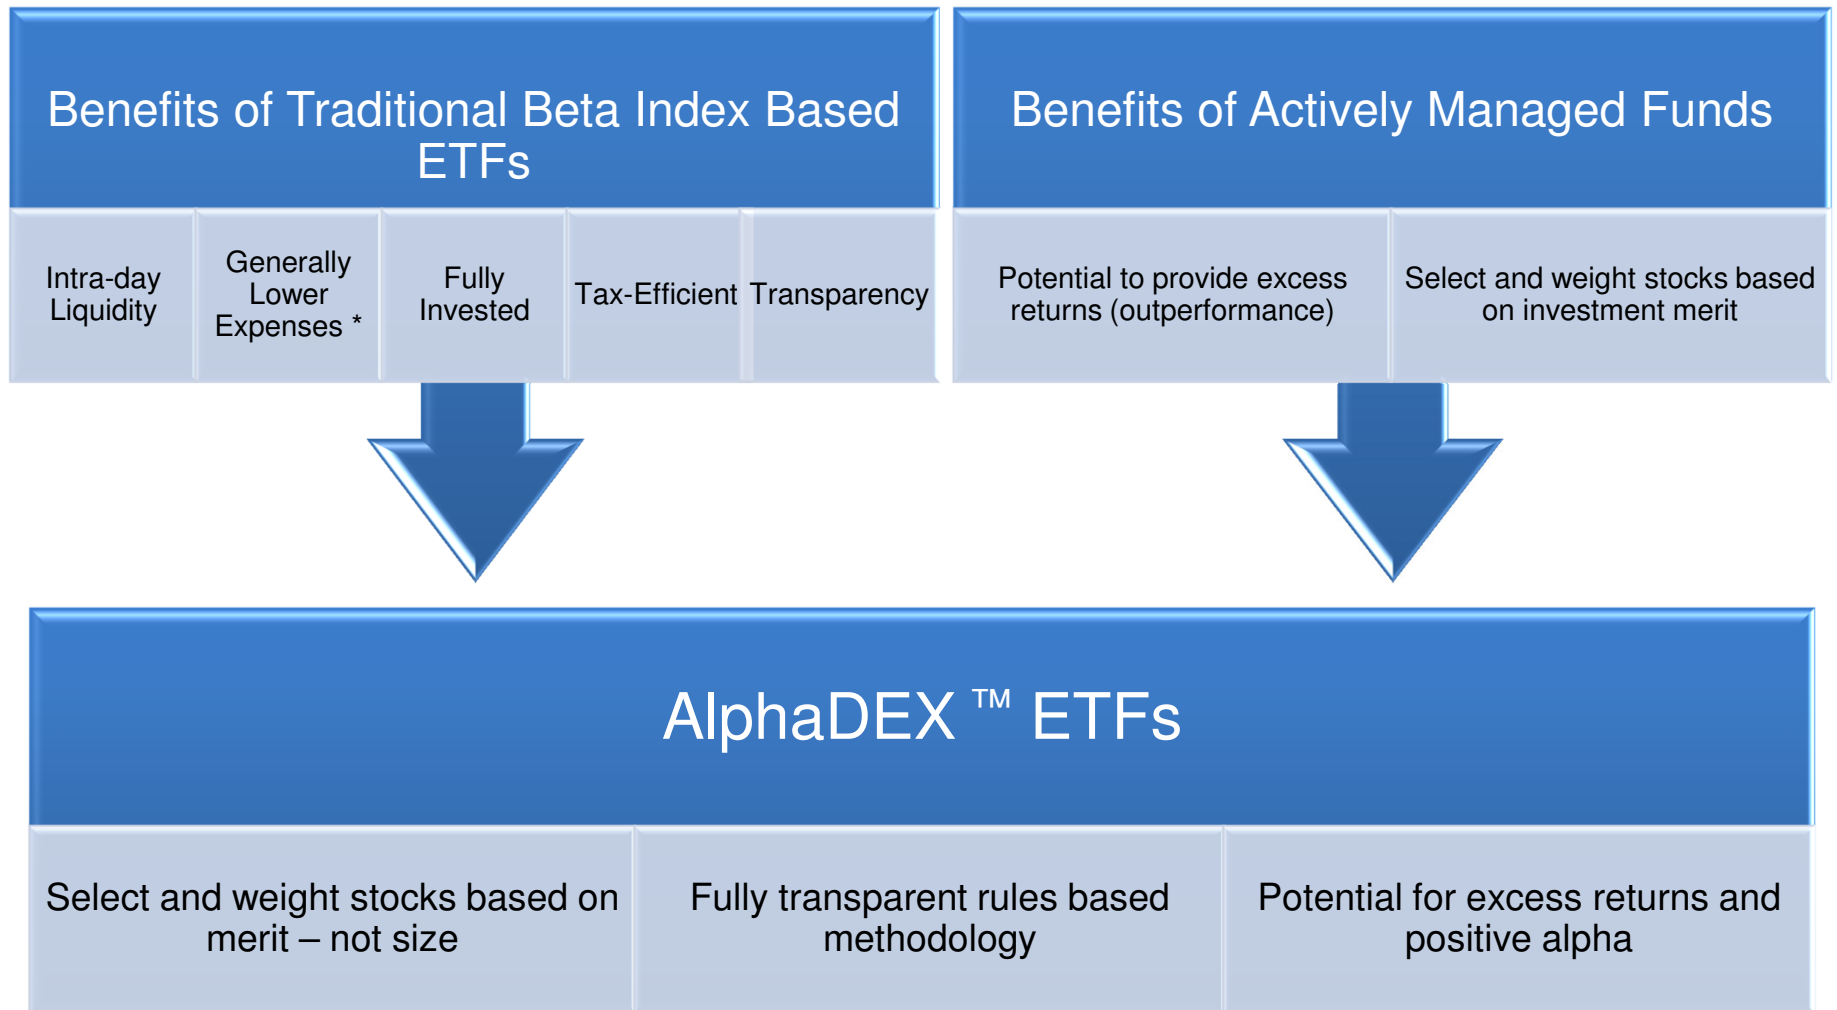 Benefits of Traditional Beta Index Based
ETFs
Intra-day
Liquidity
Generally
Lower
Expenses *
Fully
Invested
Tax-Efficient
Transparency
Benefits of Actively Managed Funds
Potential to provide excess
returns (outperformance)
Select and weight stocks based
on investment merit
AlphaDEX ™ ETFs
Select and weight stocks based on
merit – not size
Fully transparent rules based
methodology
Potential for excess returns and
positive alpha